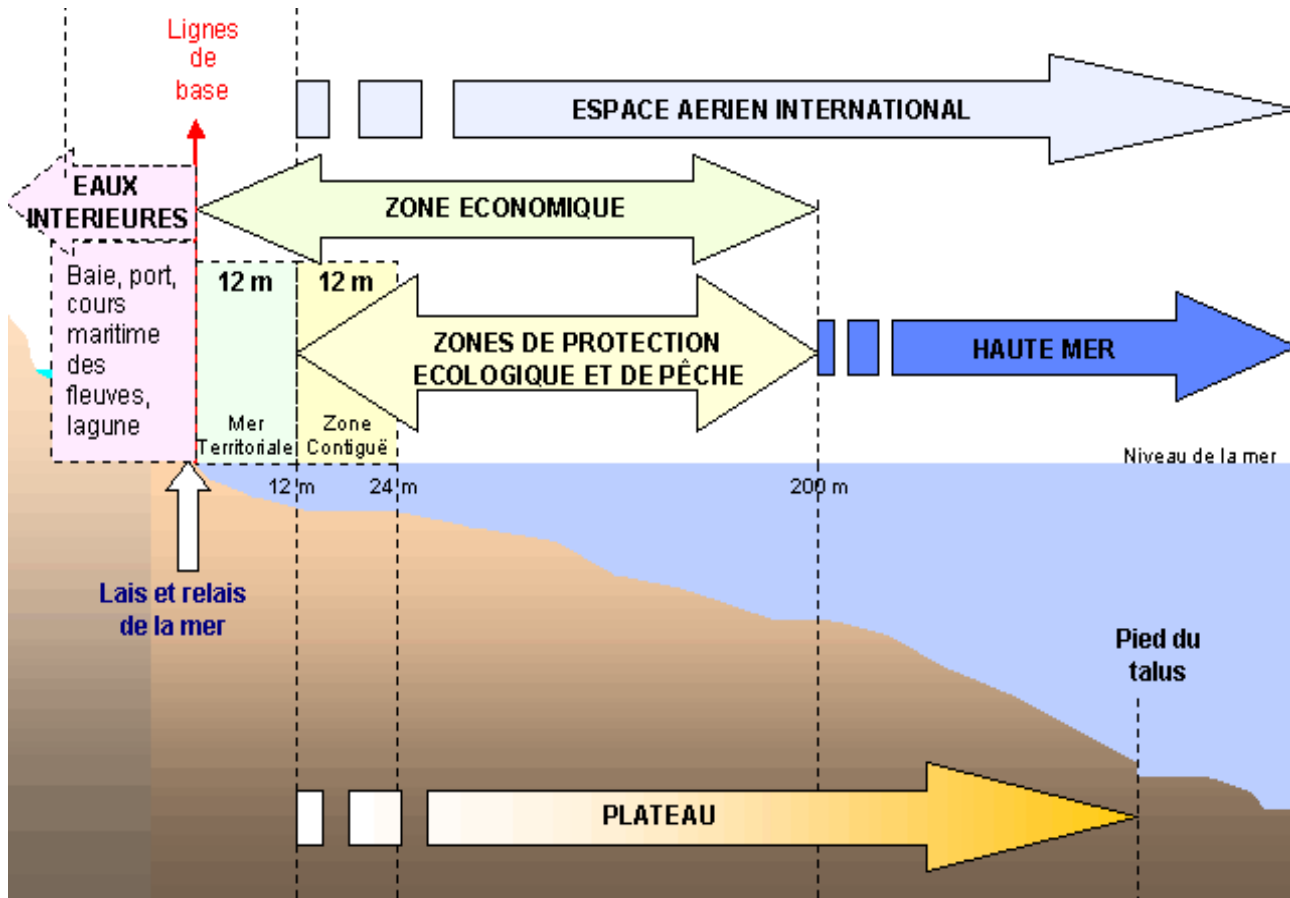 Lignes
de
base
ESPACE AERIEN INTERNATIONAL
EAUX
INTERIEURES
ZONE ECONOMIQUE
Baie, port,
cours
maritime
des
fleuves,
lagune
12 m
12 m
ZONES DE PROTECTION
ECOLOGIQUE ET DE PÊCHE
HAUTE MER
Mer
Territoriale
Zone
Contiguë
Niveau de la mer
12 m
24 m
200 m
Lais et relais
de la mer
Pied du
talus
PLATEAU